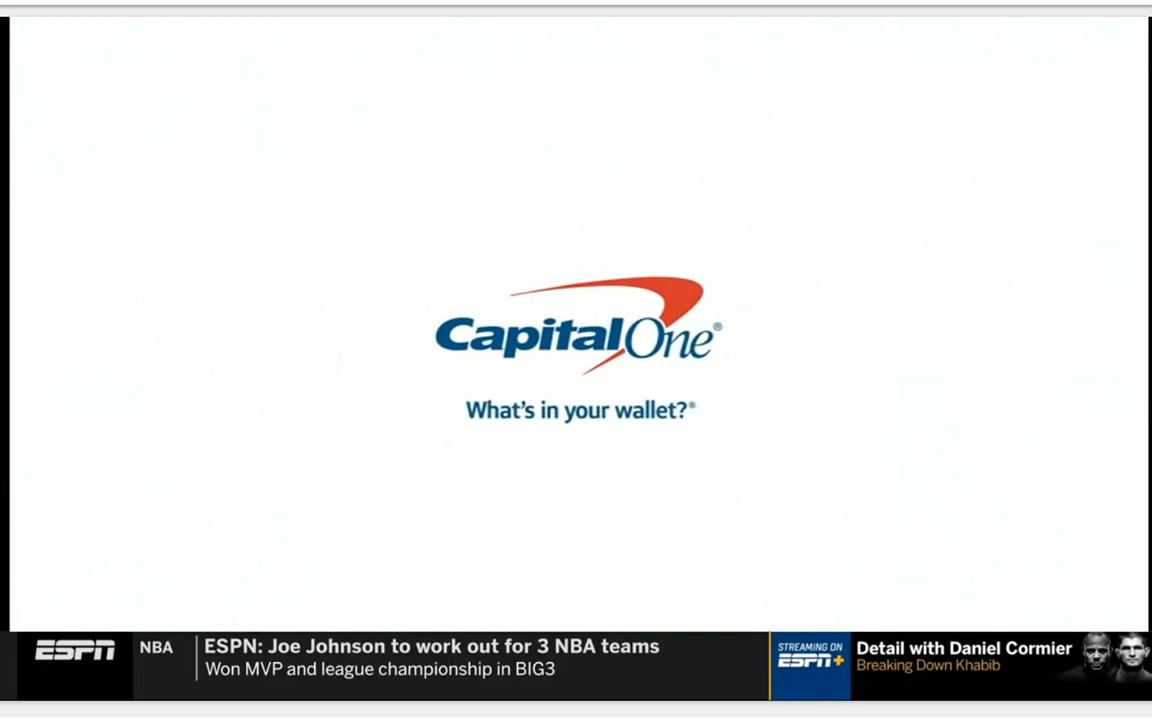 CapitalOne®
What's in your wallet?®
ESPN
NBA
ESPN: Joe Johnson to work out for 3 NBA teams
Won MVP and league championship in BIG3
STREAMING ON
ESPN+
Detail with Daniel Cormier
Breaking Down Khabib